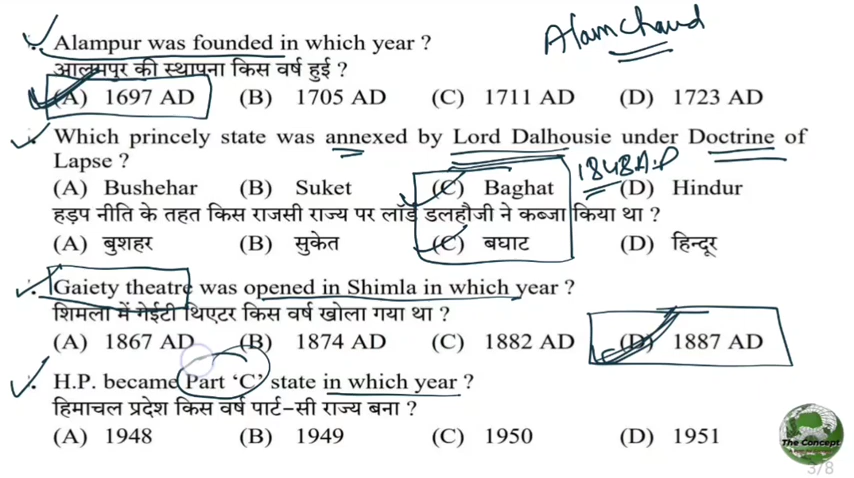 Alamchand
Alampur was founded in which year ?
आलमपुर की स्थापना किस वर्ष हुई ?
(A) 1697 AD (B) 1705 AD (C) 1711 AD (D) 1723 AD
Which princely state was annexed by Lord Dalhousie under Doctrine of
Lapse ?
1848 A.D
(A) Bushehar (B) Suket (C) Baghat (D) Hindur
हड़प नीति के तहत किस राजसी राज्य पर लॉर्ड डलहौजी ने कब्जा किया था ?
(A) बुशहर (B) सुकेत (C) बघाट (D) हिन्दूर
Gaiety theatre was opened in Shimla in which year ?
शिमला में गेईटी थिएटर किस वर्ष खोला गया था ?
(A) 1867 AD (B) 1874 AD (C) 1882 AD (D) 1887 AD
H.P. became Part ‘C’ state in which year ?
हिमाचल प्रदेश किस वर्ष पार्ट-सी राज्य बना ?
(A) 1948 (B) 1949 (C) 1950 (D) 1951
The Concept
3/8